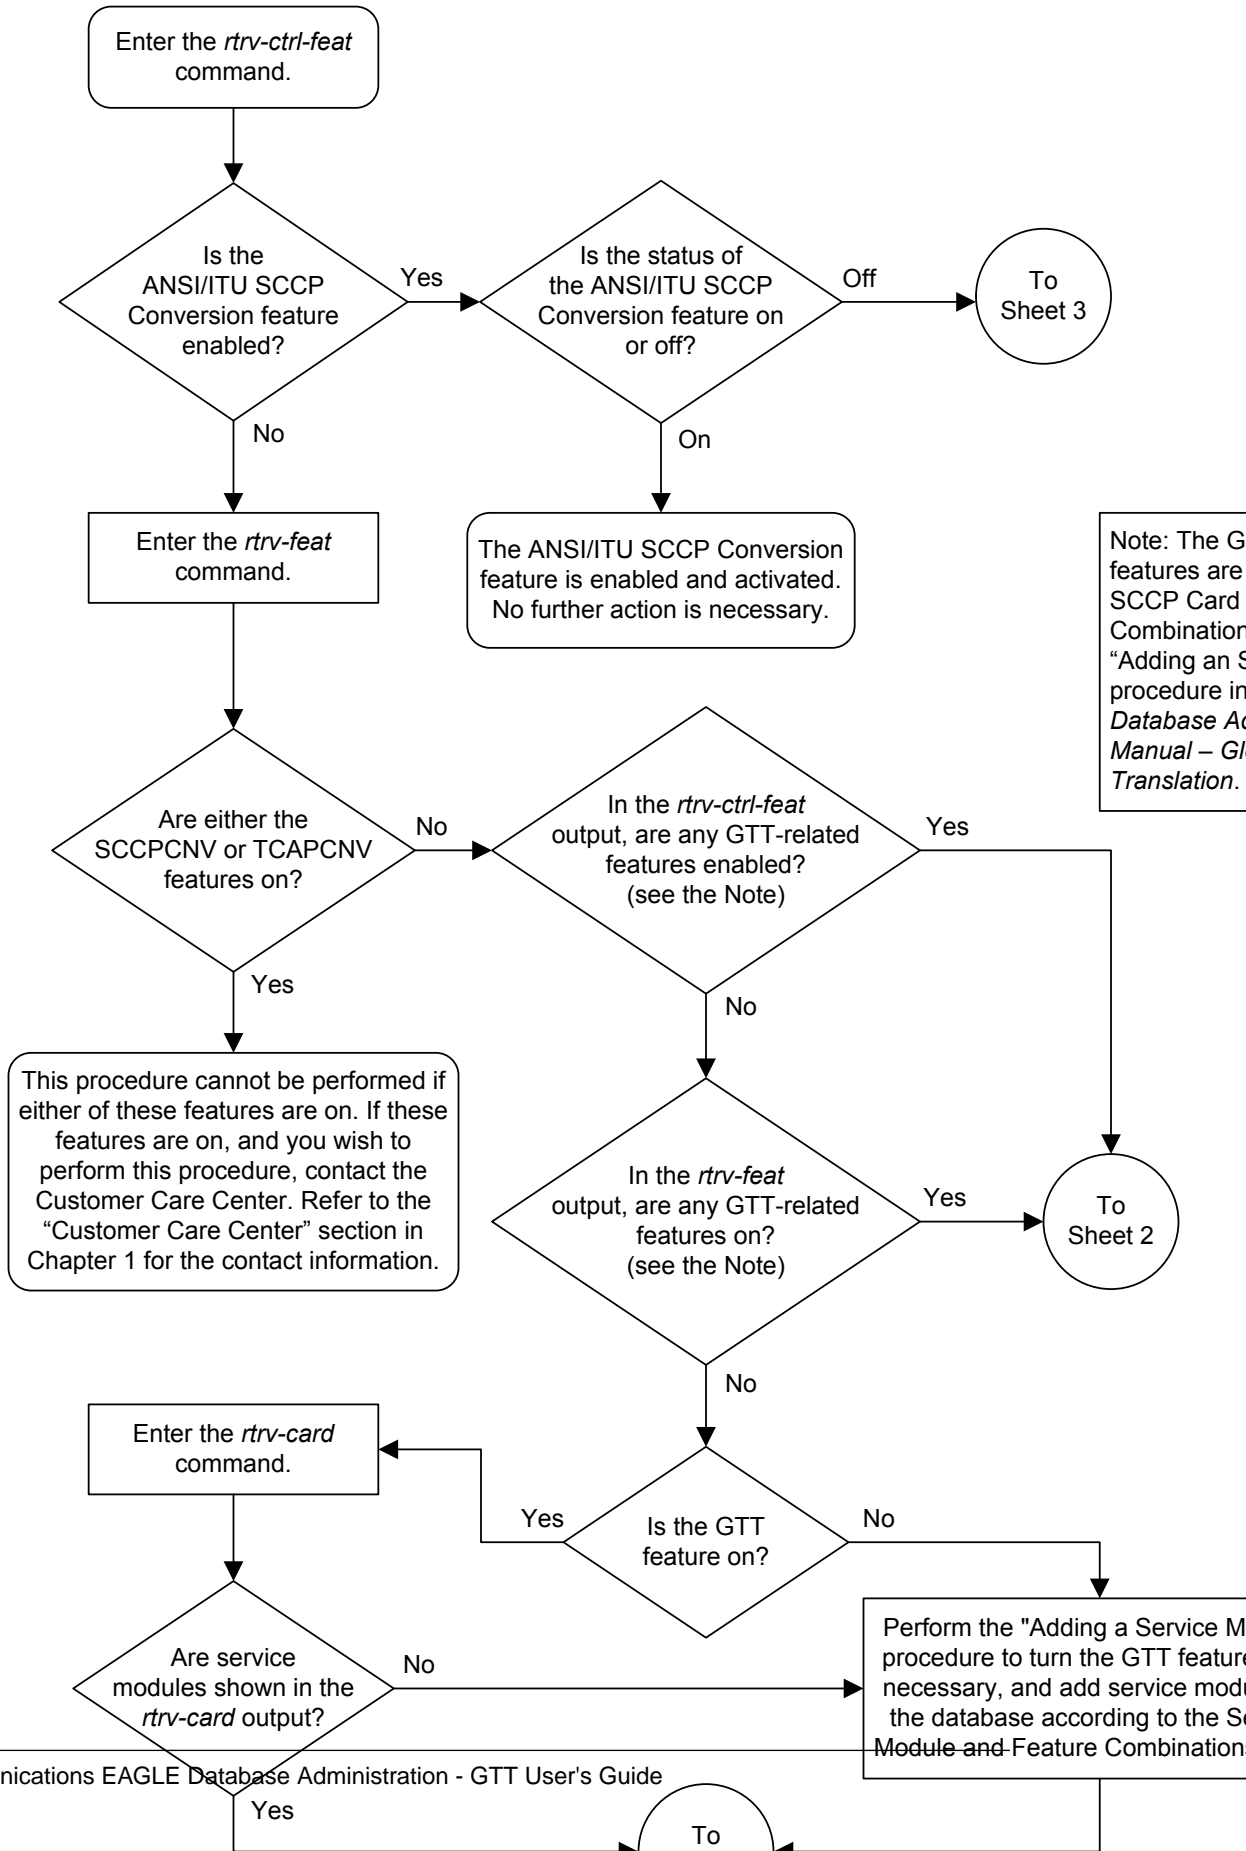 Enter the rtrv-ctrl-feat
command.
Is the
ANSI/ITU SCCP
Conversion feature
enabled?
Yes
Is the status of
the ANSI/ITU SCCP
Conversion feature on
or off?
Off
To
Sheet 3
No
On
Enter the rtrv-feat
command.
The ANSI/ITU SCCP Conversion
feature is enabled and activated.
No further action is necessary.
Note: The G
features are
SCCP Card
Combination
“Adding an S
procedure in
Database Ad
Manual – Glo
Translation.
Are either the
SCCPCNV or TCAPCNV
features on?
No
In the rtrv-ctrl-feat
output, are any GTT-related
features enabled?
(see the Note)
Yes
Yes
No
This procedure cannot be performed if
either of these features are on. If these
features are on, and you wish to
perform this procedure, contact the
Customer Care Center. Refer to the
“Customer Care Center” section in
Chapter 1 for the contact information.
In the rtrv-feat
output, are any GTT-related
features on?
(see the Note)
Yes
To
Sheet 2
No
Enter the rtrv-card
command.
Yes
Is the GTT
feature on?
No
Are service
modules shown in the
rtrv-card output?
No
Perform the "Adding a Service M
procedure to turn the GTT feature
necessary, and add service modu
the database according to the Se
Module and Feature Combinations
nications EAGLE Database Administration - GTT User's Guide
Yes
To